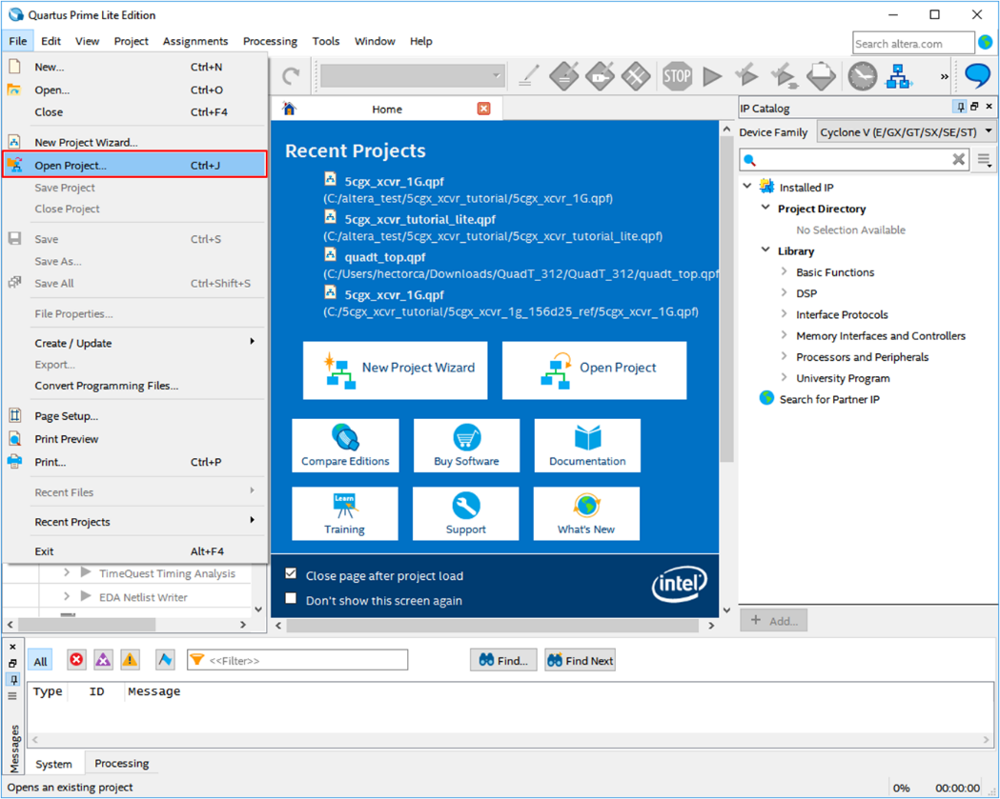 Quartus Prime Lite Edition
File Edit View Project Assignments Processing Tools Window Help
Search altera.com
New... Ctrl+N
Open... Ctrl+O
Close Ctrl+F4
New Project Wizard...
Open Project... Ctrl+J
Save Project
Close Project
Save Ctrl+S
Save As...
Save All Ctrl+Shift+S
File Properties...
Create / Update
Export...
Convert Programming Files...
Page Setup...
Print Preview
Print... Ctrl+P
Recent Files
Recent Projects
Exit Alt+F4
TimeQuest Timing Analysis
EDA Netlist Writer
STOP
»
Home
Recent Projects
5cgx_xcvr_1G.qpf
(C:/altera_test/5cgx_xcvr_tutorial/5cgx_xcvr_1G.qpf)
5cgx_xcvr_tutorial_lite.qpf
(C:/altera_test/5cgx_xcvr_tutorial/5cgx_xcvr_tutorial_lite.qpf)
quadt_top.qpf
(C:/Users/hectorca/Downloads/QuadT_312/QuadT_312/quadt_top.qpf
5cgx_xcvr_1G.qpf
(C:/5cgx_xcvr_tutorial/5cgx_xcvr_1g_156d25_ref/5cgx_xcvr_1G.qpf)
New Project Wizard
Open Project
Compare Editions
Buy Software
Documentation
Learn
Training
Support
What's New
Close page after project load
Don't show this screen again
intel
IP Catalog
Device Family Cyclone V (E/GX/GT/SX/SE/ST)
Installed IP
Project Directory
No Selection Available
Library
Basic Functions
DSP
Interface Protocols
Memory Interfaces and Controllers
Processors and Peripherals
University Program
Search for Partner IP
+ Add...
All <<Filter>> Find... Find Next
Type ID Message
Messages
System Processing
Opens an existing project 0% 00:00:00